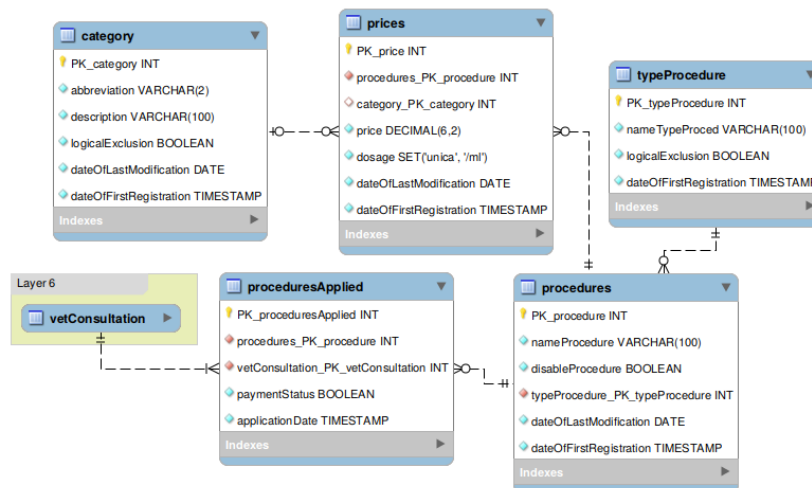 category
PK_category INT
abbreviation VARCHAR(2)
description VARCHAR(100)
logicalExclusion BOOLEAN
dateOfLastModification DATE
dateOfFirstRegistration TIMESTAMP
Indexes
prices
PK_price INT
procedures_PK_procedure INT
category_PK_category INT
price DECIMAL(6,2)
dosage SET('unica', '/ml')
dateOfLastModification DATE
dateOfFirstRegistration TIMESTAMP
Indexes
typeProcedure
PK_typeProcedure INT
nameTypeProced VARCHAR(100)
logicalExclusion BOOLEAN
dateOfFirstRegistration TIMESTAMP
Indexes
Layer 6
vetConsultation
proceduresApplied
PK_proceduresApplied INT
procedures_PK_procedure INT
vetConsultation_PK_vetConsultation INT
paymentStatus BOOLEAN
applicationDate TIMESTAMP
Indexes
procedures
PK_procedure INT
nameProcedure VARCHAR(100)
disableProcedure BOOLEAN
typeProcedure_PK_typeProcedure INT
dateOfLastModification DATE
dateOfFirstRegistration TIMESTAMP
Indexes